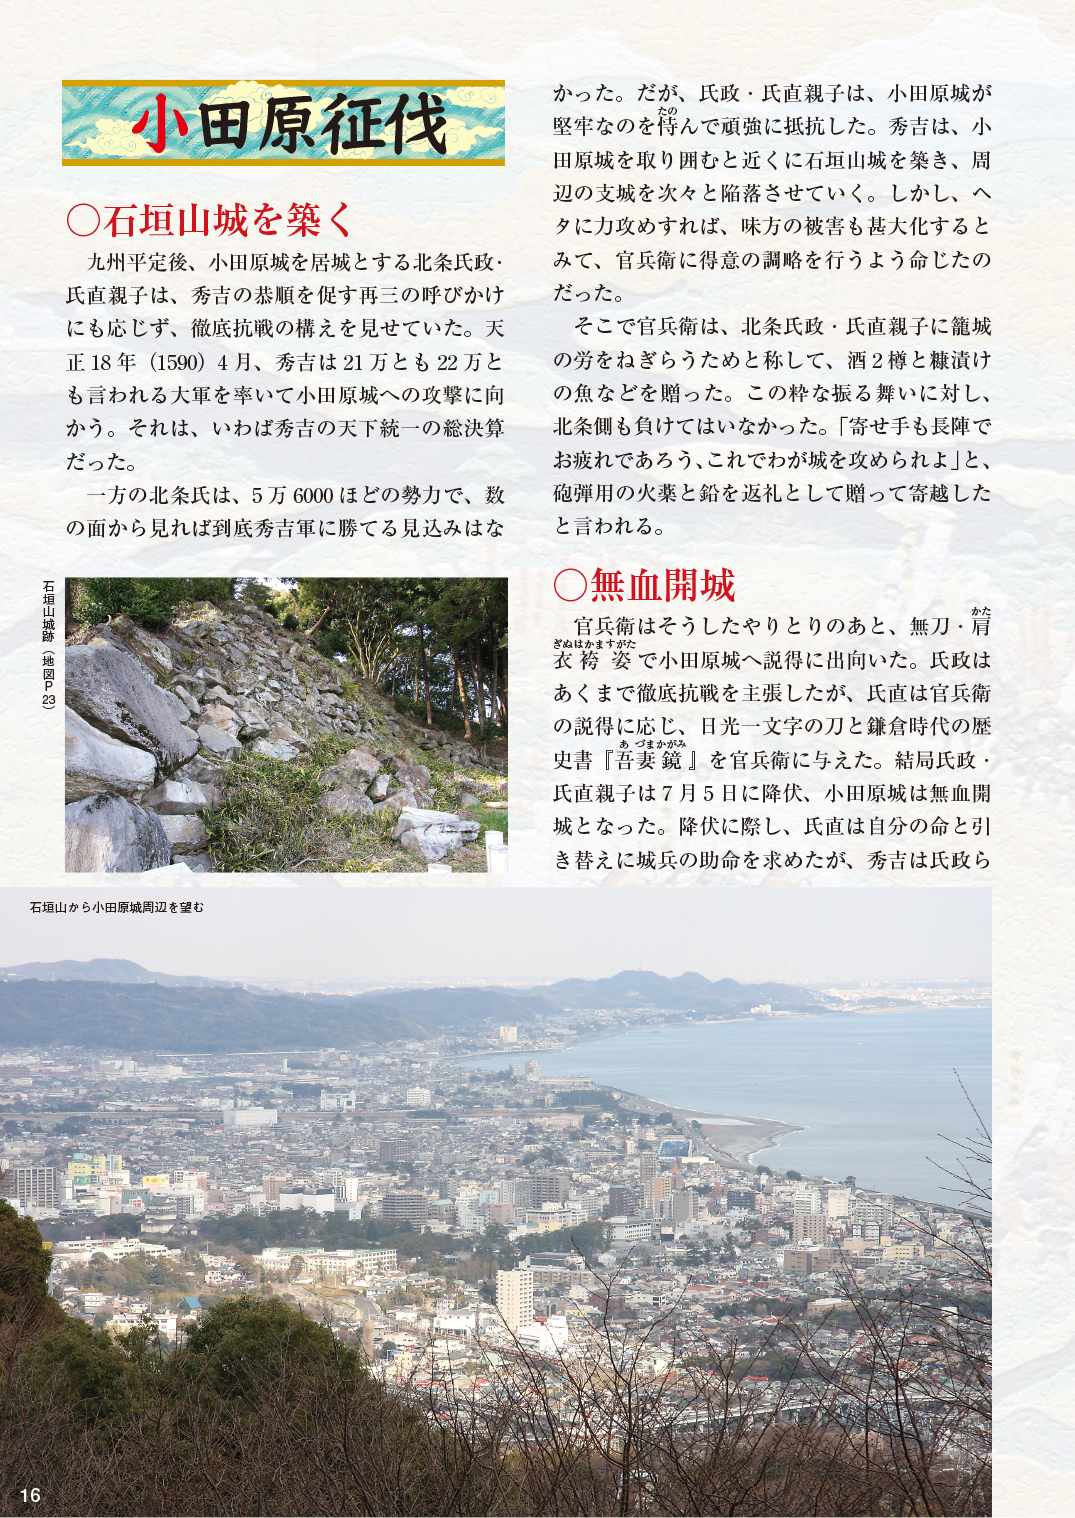 小田原征伐
〇石垣山城を築く
　九州平定後、小田原城を居城とする北条氏政・
氏直親子は、秀吉の恭順を促す再三の呼びかけ
にも応じず、徹底抗戦の構えを見せていた。天
正 18 年（1590）4 月、秀吉は 21 万とも 22 万と
も言われる大軍を率いて小田原城への攻撃に向
かう。それは、いわば秀吉の天下統一の総決算
だった。
　一方の北条氏は、5 万 6000 ほどの勢力で、数
の面から見れば到底秀吉軍に勝てる見込みはな
石垣山城跡（地図Ｐ23）
かった。だが、氏政・氏直親子は、小田原城が
たの
堅牢なのを恃んで頑強に抵抗した。秀吉は、小
田原城を取り囲むと近くに石垣山城を築き、周
辺の支城を次々と陥落させていく。しかし、ヘ
タに力攻めすれば、味方の被害も甚大化すると
みて、官兵衛に得意の調略を行うよう命じたの
だった。
　そこで官兵衛は、北条氏政・氏直親子に籠城
の労をねぎらうためと称して、酒 2 樽と糠漬け
の魚などを贈った。この粋な振る舞いに対し、
北条側も負けてはいなかった。「寄せ手も長陣で
お疲れであろう、これでわが城を攻められよ」と、
砲弾用の火薬と鉛を返礼として贈って寄越した
と言われる。
〇無血開城
かた
　官兵衛はそうしたやりとりのあと、無刀・肩
ぎぬはかますがた
衣袴姿で小田原城へ説得に出向いた。氏政は
あくまで徹底抗戦を主張したが、氏直は官兵衛
の説得に応じ、日光一文字の刀と鎌倉時代の歴
あ づまかがみ
史書『吾妻鏡』を官兵衛に与えた。結局氏政・
氏直親子は 7 月 5 日に降伏、小田原城は無血開
城となった。降伏に際し、氏直は自分の命と引
き替えに城兵の助命を求めたが、秀吉は氏政ら
石垣山から小田原城周辺を望む
16